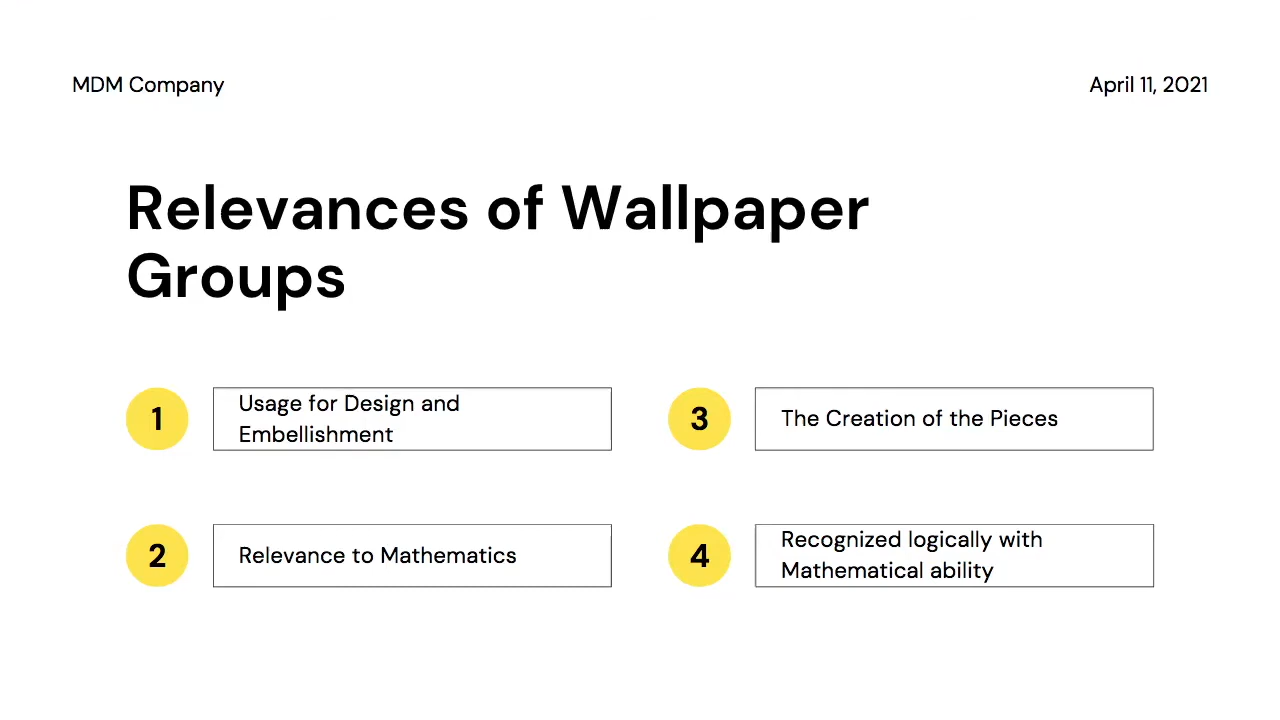 MDM Company
April 11, 2021
Relevances of Wallpaper
Groups
1
Usage for Design and
Embellishment
2
Relevance to Mathematics
3
The Creation of the Pieces
4
Recognized logically with
Mathematical ability